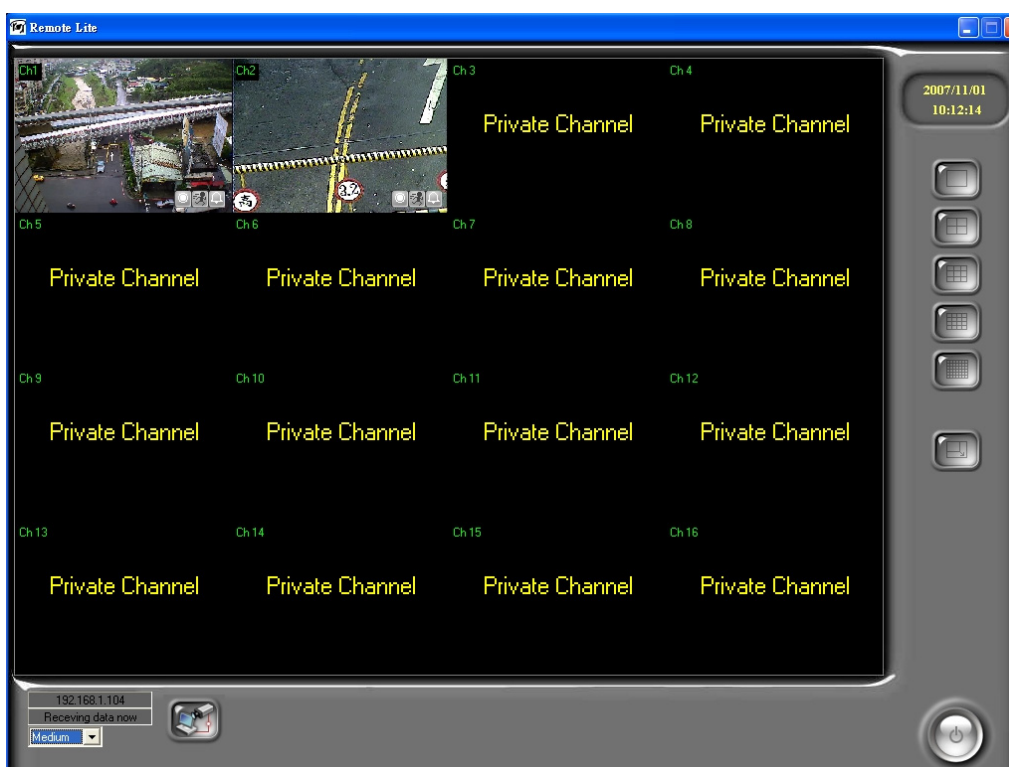 Remote Lite
Ch1
Ch2
Ch 3
Ch 4
Private Channel
Private Channel
2007/11/01
10:12:14
高
3.2
Ch 5
Ch 6
Ch 7
Ch 8
Private Channel
Private Channel
Private Channel
Private Channel
Ch 9
Ch 10
Ch 11
Ch 12
Private Channel
Private Channel
Private Channel
Private Channel
Ch 13
Ch 14
Ch 15
Ch 16
Private Channel
Private Channel
Private Channel
Private Channel
192.168.1.104
Receving data now
Medium